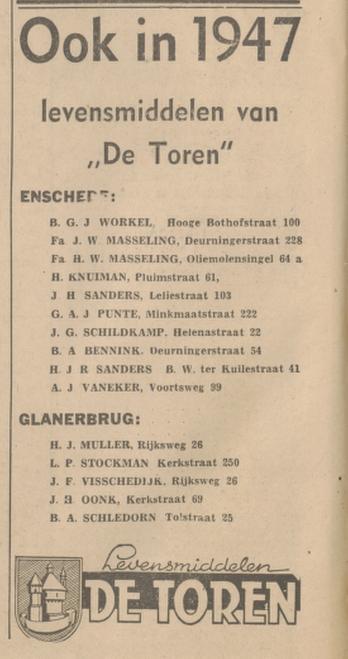 Ook in 1947
levensmiddelen van
„De Toren”
ENSCHEDE:
B. G. J WORKEL, Hooge Bothofstraat 100
Fa J. W. MASSELING, Deurningerstraat 228
Fa H. W. MASSELING, Oliemolensingel 64 a
H. KNUIMAN, Pluimstraat 61,
J H SANDERS, Leliestraat 103
G. A. J PUNTE, Minkmaatstraat 222
J. G. SCHILDKAMP. Helenastraat 22
B. A BENNINK. Deurningerstraat 54
H. J R SANDERS B. W. ter Kuilestraat 41
A. J VANEKER, Voortsweg 99
GLANERBRUG:
H. J. MULLER, Rijksweg 26
L. P. STOCKMAN Kerkstraat 250
J. F. VISSCHEDIJK, Rijksweg 26
J. H OONK, Kerkstraat 69
B. A. SCHLEDORN Tolstraat 25
Levensmiddelen
DE TOREN